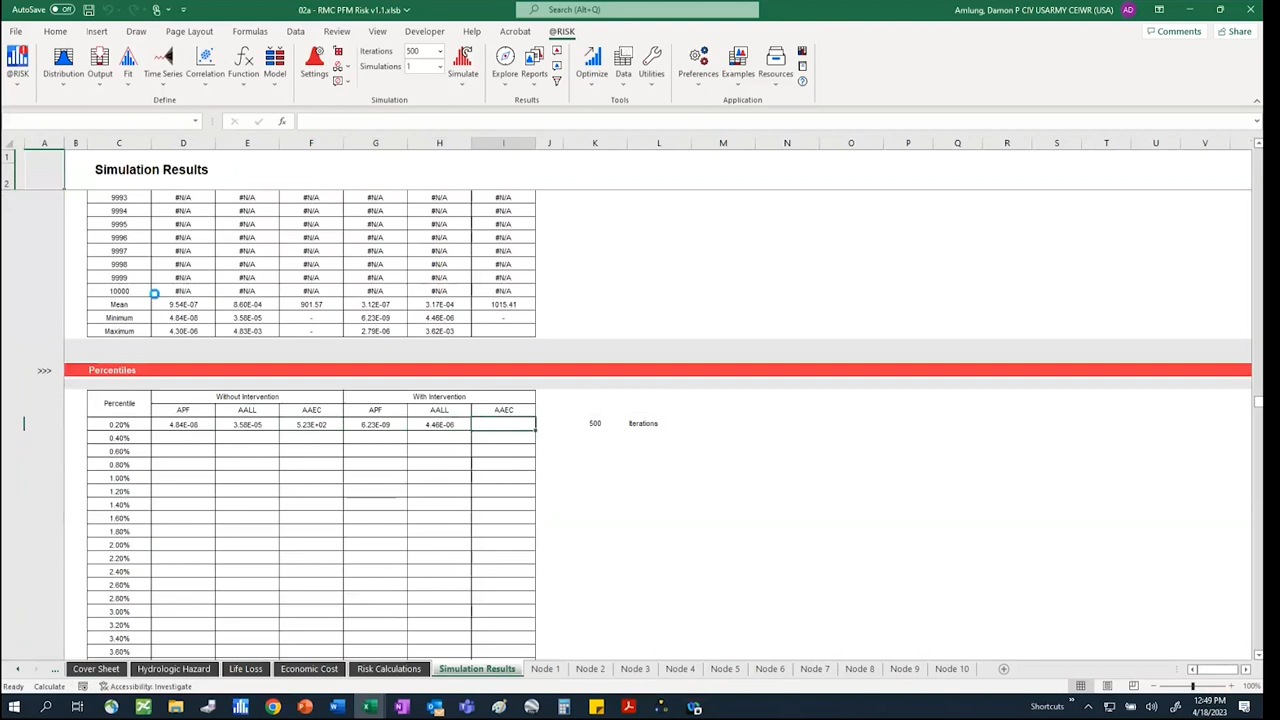 AutoSave Off 02a - RMC PFM Risk v1.1.xlsb Search (Alt+Q) Amlung, Damon P CIV USARMY CEIWR (USA) AD
File Home Insert Draw Page Layout Formulas Data Review View Developer Help Acrobat @RISK Comments Share
Iterations 500
Simulations 1
@RISK Distribution Output Fit Time Series Correlation Function Model Settings Simulate Explore Reports Optimize Data Utilities Preferences Examples Resources
Define Simulation Results Tools Application
A B C D E F G H I J K L M N O P Q R S T U V
1
2 Simulation Results
9993 #N/A #N/A #N/A #N/A #N/A #N/A
9994 #N/A #N/A #N/A #N/A #N/A #N/A
9995 #N/A #N/A #N/A #N/A #N/A #N/A
9996 #N/A #N/A #N/A #N/A #N/A #N/A
9997 #N/A #N/A #N/A #N/A #N/A #N/A
9998 #N/A #N/A #N/A #N/A #N/A #N/A
9999 #N/A #N/A #N/A #N/A #N/A #N/A
10000 #N/A #N/A #N/A #N/A #N/A #N/A
Mean 9.54E-07 8.60E-04 901.57 3.12E-07 3.17E-04 1015.41
Minimum 4.84E-08 3.58E-05 - 6.23E-09 4.46E-06 -
Maximum 4.30E-06 4.83E-03 - 2.79E-06 3.62E-03
>>> Percentiles
Percentile Without Intervention With Intervention
APF AALL AAEC APF AALL AAEC
0.20% 4.84E-08 3.58E-05 5.23E+02 6.23E-09 4.46E-06 500 Iterations
0.40%
0.60%
0.80%
1.00%
1.20%
1.40%
1.60%
1.80%
2.00%
2.20%
2.40%
2.60%
2.80%
3.00%
3.20%
3.40%
3.60%
... Cover Sheet Hydrologic Hazard Life Loss Economic Cost Risk Calculations Simulation Results Node 1 Node 2 Node 3 Node 4 Node 5 Node 6 Node 7 Node 8 Node 9 Node 10
Ready Calculate Accessibility: Investigate 100%
Shortcuts 12:49 PM
4/18/2023